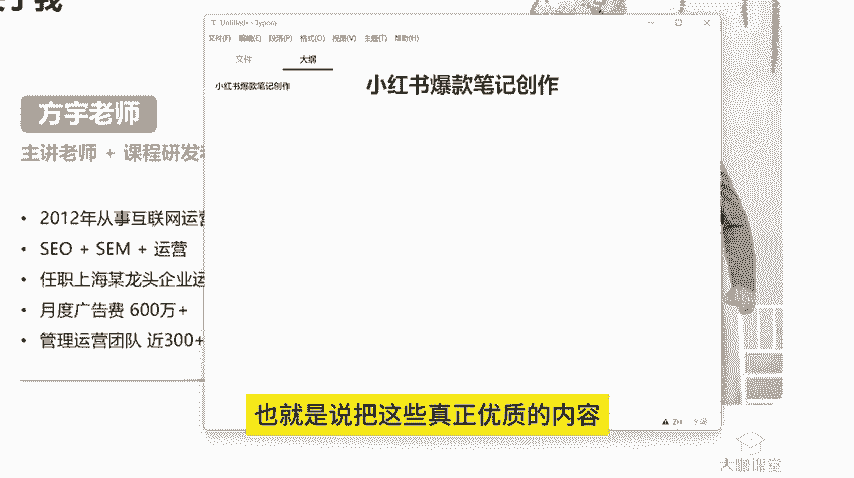 方宇老师
主讲老师 + 课程研发
2012年从事互联网运营
SEO + SEM + 运营
任职上海某龙头企业运
月度广告费 600万+
管理运营团队 近300+
Untitled - Typora
文件(F) 编辑(E) 段落(P) 格式(O) 视图(V) 主题(T) 帮助(H)
文件 大纲
小红书爆款笔记创作
小红书爆款笔记创作
也就是说把这些真正优质的内容